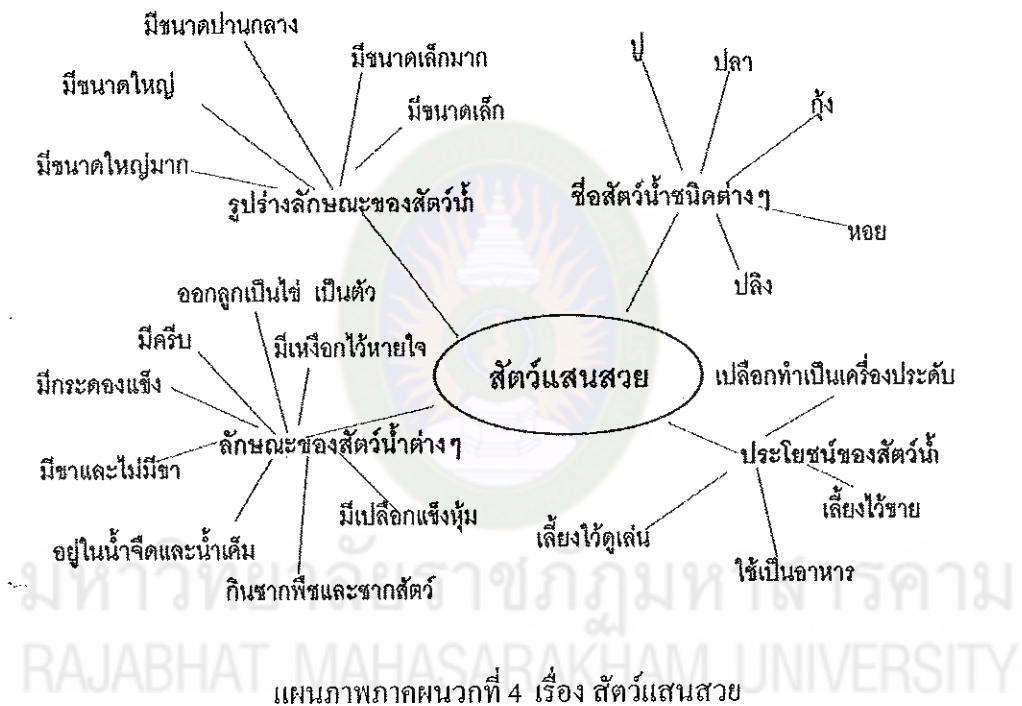 มีขนาดปานกลาง
มีขนาดเล็กมาก
มีขนาดใหญ่
มีขนาดเล็ก
มีขนาดใหญ่มาก
รูปร่างลักษณะของสัตว์น้ำ
ปู
ปลา
กุ้ง
ชื่อสัตว์น้ำชนิดต่างๆ
หอย
ปลิง
ออกลูกเป็นไข่ เป็นตัว
มีครีบ
มีเหงือกไว้หายใจ
มีกระดองแข็ง
ลักษณะของสัตว์น้ำต่างๆ
มีขาและไม่มีขา
มีเปลือกแข็งหุ้ม
อยู่ในน้ำจืดและน้ำเค็ม
กินซากพืชและซากสัตว์
สัตว์แสนสวย
เปลือกทำเป็นเครื่องประดับ
ประโยชน์ของสัตว์น้ำ
เลี้ยงไว้ขาย
เลี้ยงไว้ดูเล่น
ใช้เป็นอาหาร
มหาวิทยาลัยราชภัฏมหาสารคาม
RAJABHAT MAHASARAKHAM UNIVERSITY
แผนภาพภาคผนวกที่ 4 เรื่อง สัตว์แสนสวย